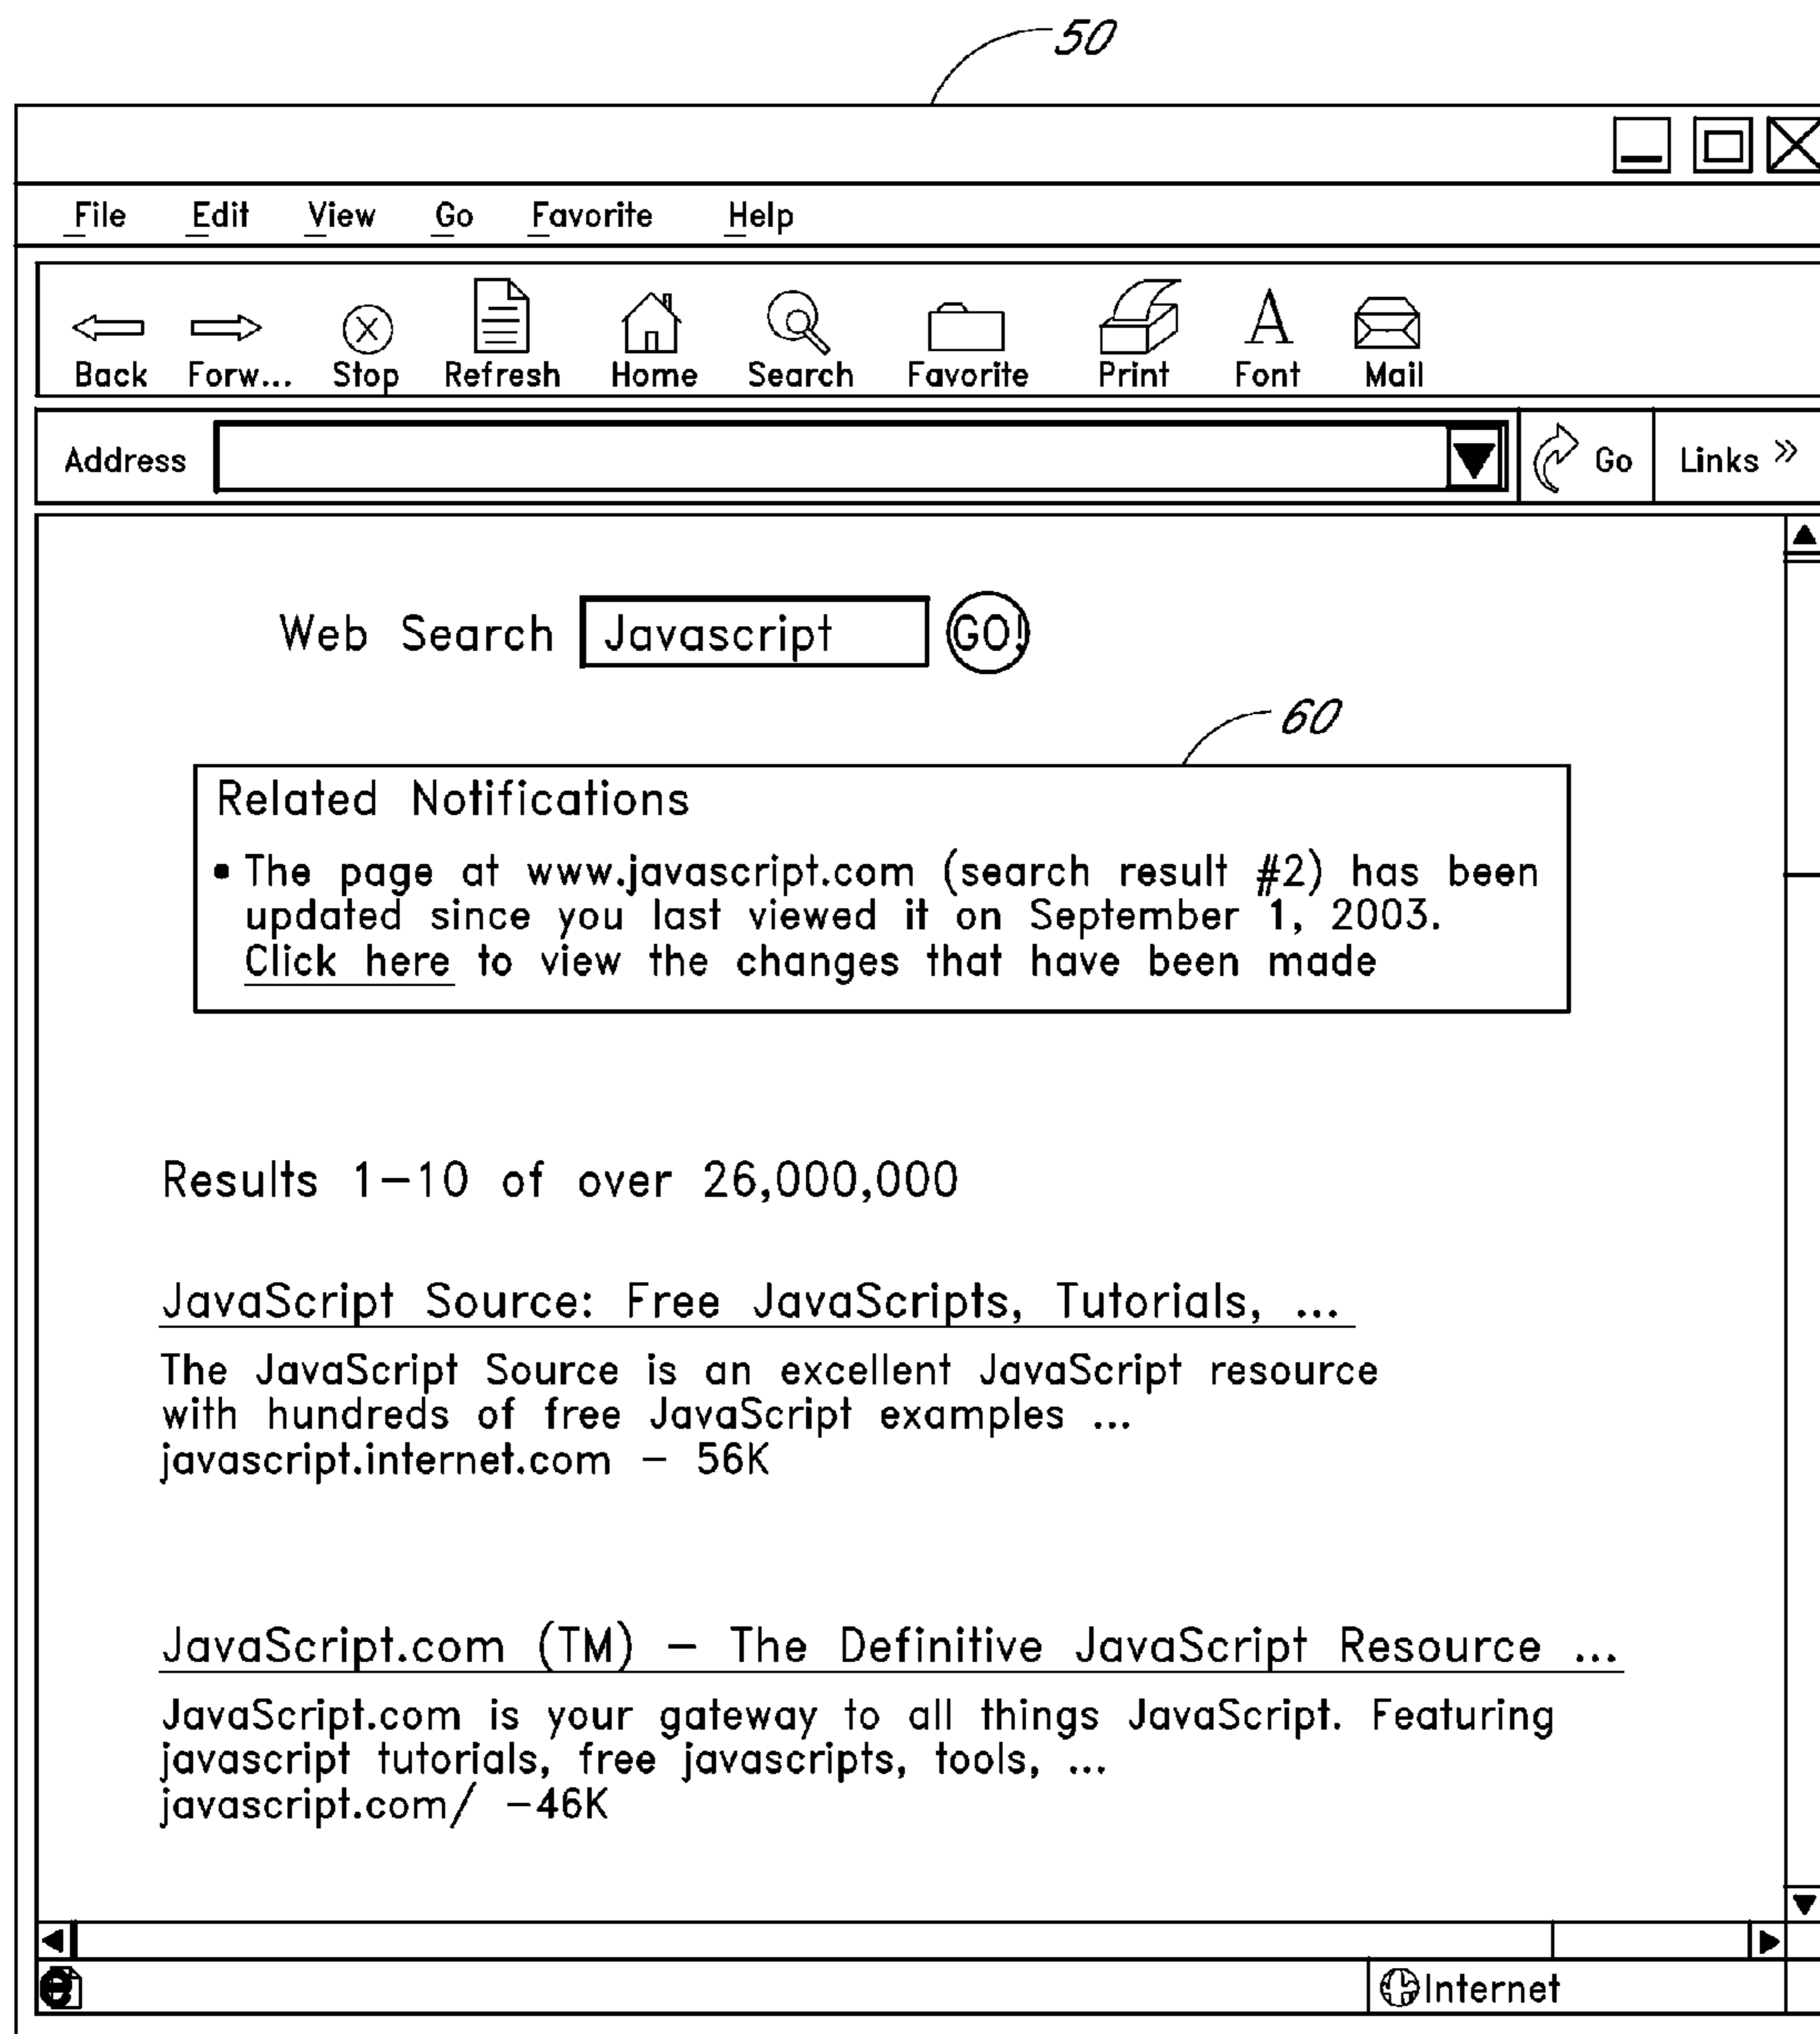 50
File Edit View Go Favorite Help
Back Forw... Stop Refresh Home Search Favorite Print Font Mail
Address Go Links »
Web Search Javascript GO!
60
Related Notifications
• The page at www.javascript.com (search result #2) has been
updated since you last viewed it on September 1, 2003.
Click here to view the changes that have been made
Results 1-10 of over 26,000,000
JavaScript Source: Free JavaScripts, Tutorials, ...
The JavaScript Source is an excellent JavaScript resource
with hundreds of free JavaScript examples ...
javascript.internet.com - 56K
JavaScript.com (TM) - The Definitive JavaScript Resource ...
JavaScript.com is your gateway to all things JavaScript. Featuring
javascript tutorials, free javascripts, tools, ...
javascript.com/ -46K
Internet